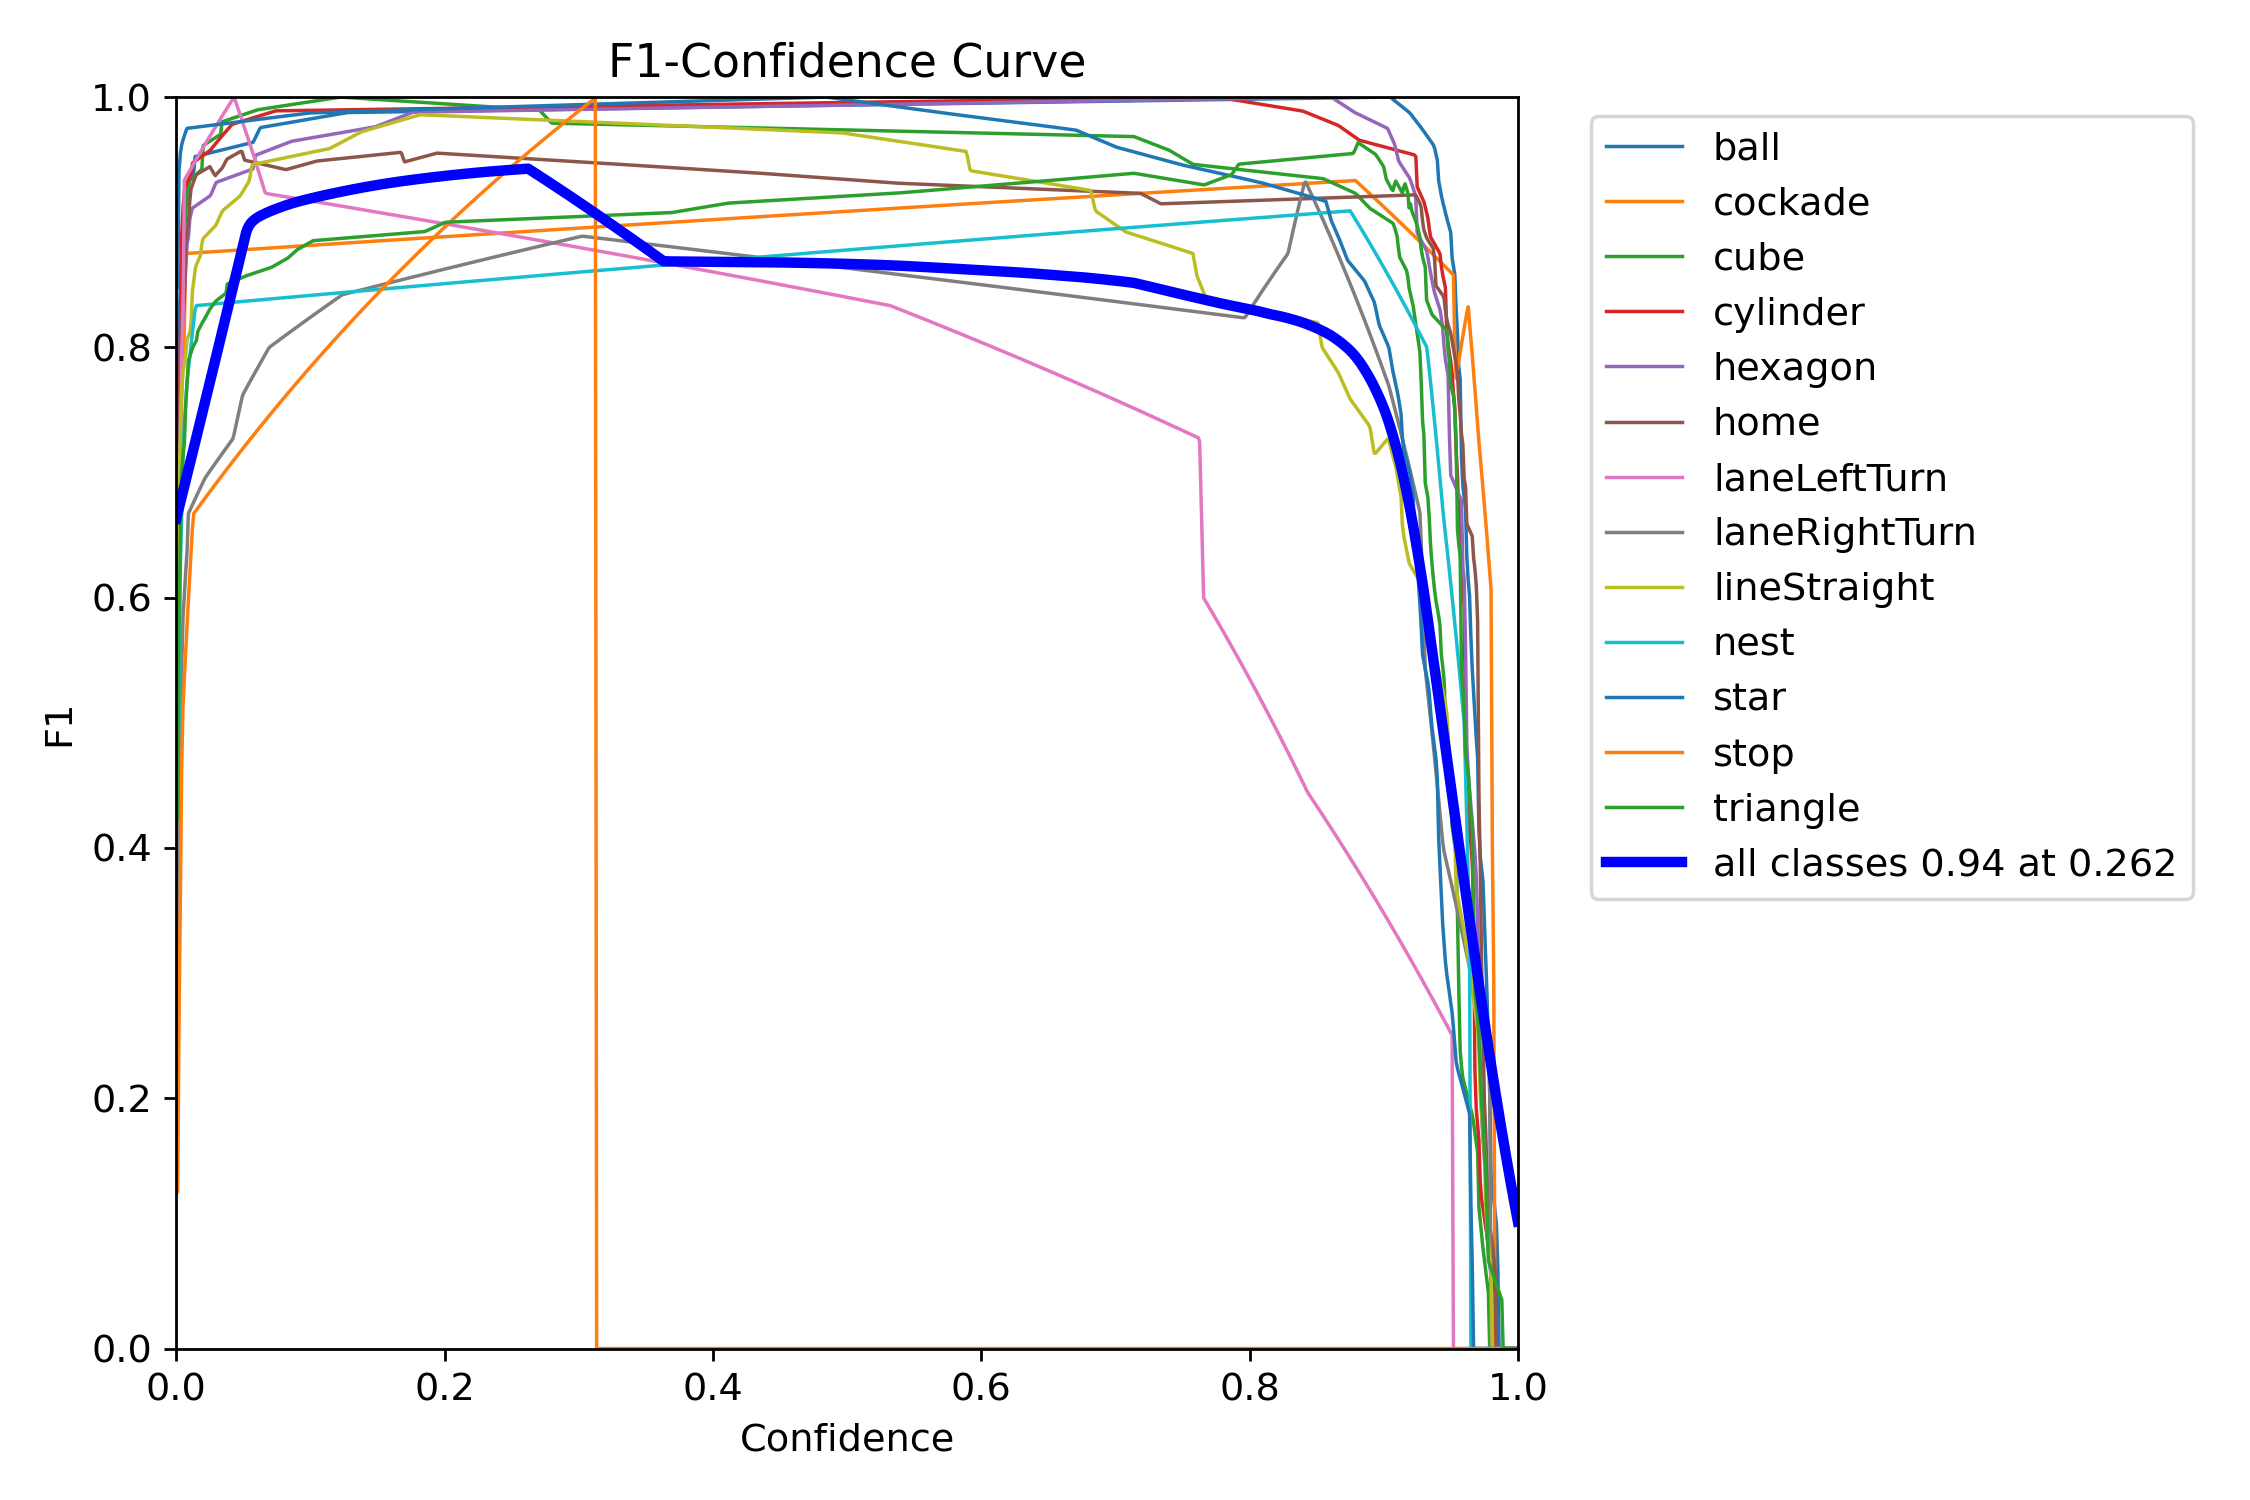 F1-Confidence Curve
1.0
0.8
0.6
0.4
0.2
0.0
F1
0.0 0.2 0.4 0.6 0.8 1.0
Confidence
ball
cockade
cube
cylinder
hexagon
home
laneLeftTurn
laneRightTurn
lineStraight
nest
star
stop
triangle
all classes 0.94 at 0.262